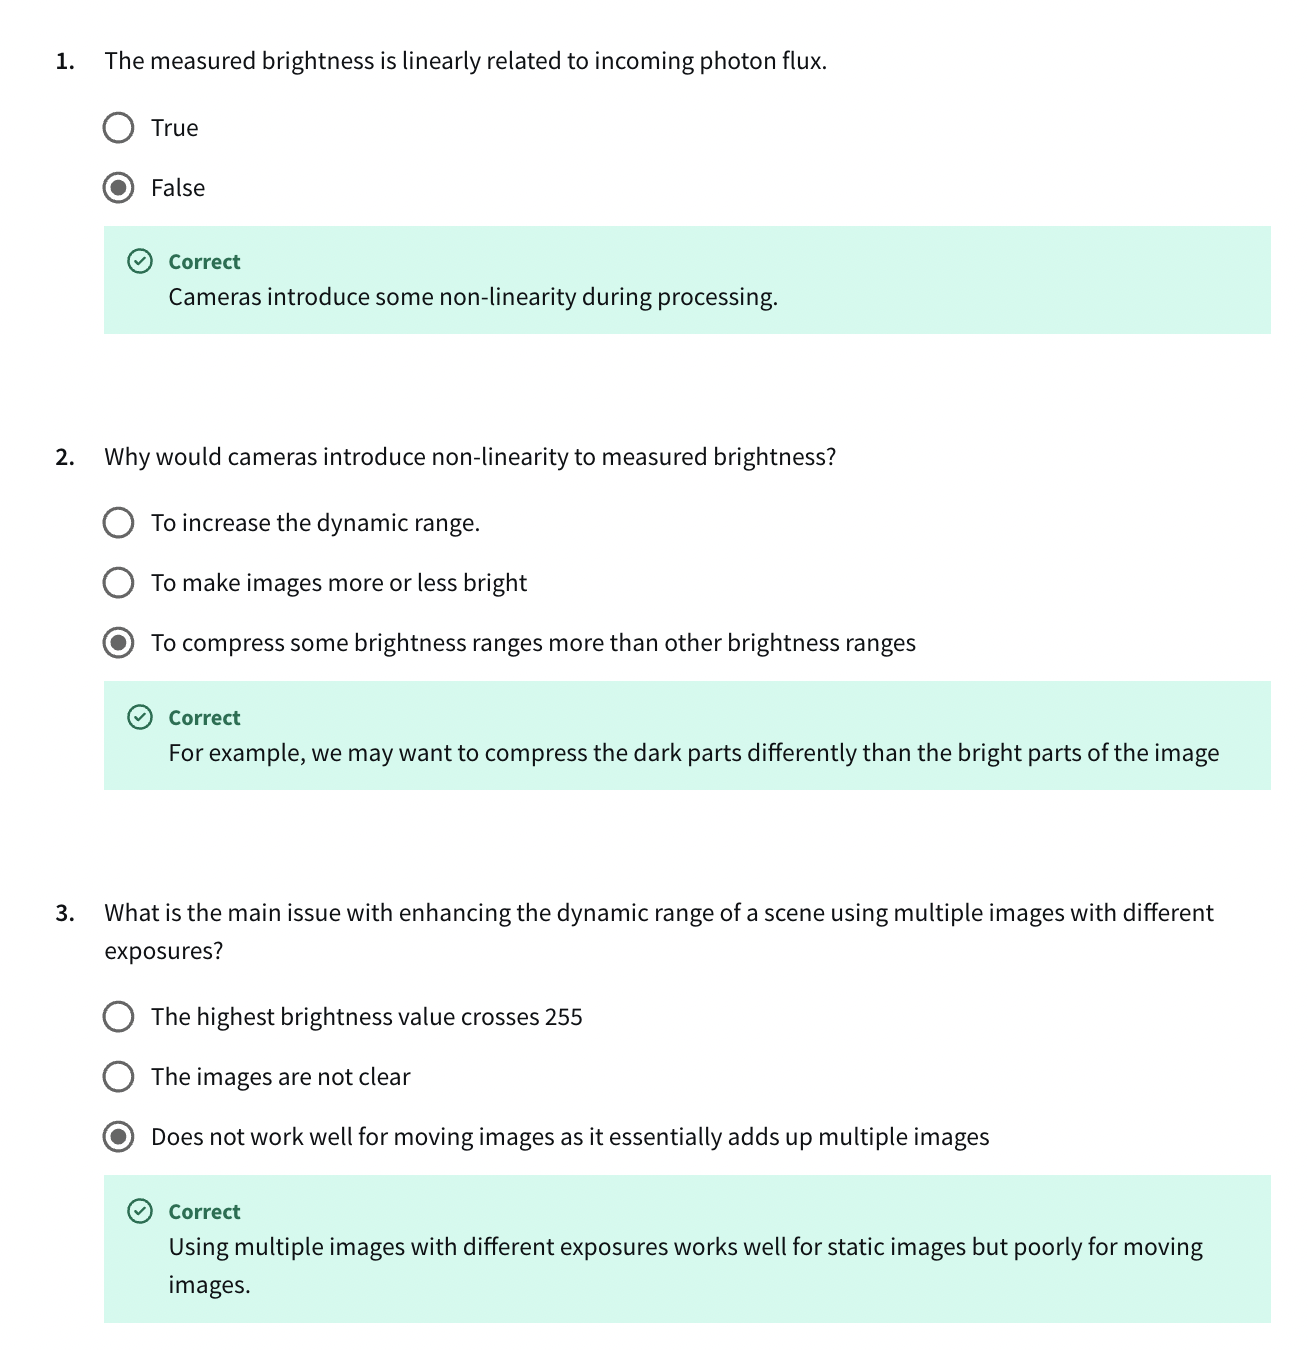 1. The measured brightness is linearly related to incoming photon flux.
True
False
Correct
Cameras introduce some non-linearity during processing.
2. Why would cameras introduce non-linearity to measured brightness?
To increase the dynamic range.
To make images more or less bright
To compress some brightness ranges more than other brightness ranges
Correct
For example, we may want to compress the dark parts differently than the bright parts of the image
3. What is the main issue with enhancing the dynamic range of a scene using multiple images with different
exposures?
The highest brightness value crosses 255
The images are not clear
Does not work well for moving images as it essentially adds up multiple images
Correct
Using multiple images with different exposures works well for static images but poorly for moving
images.